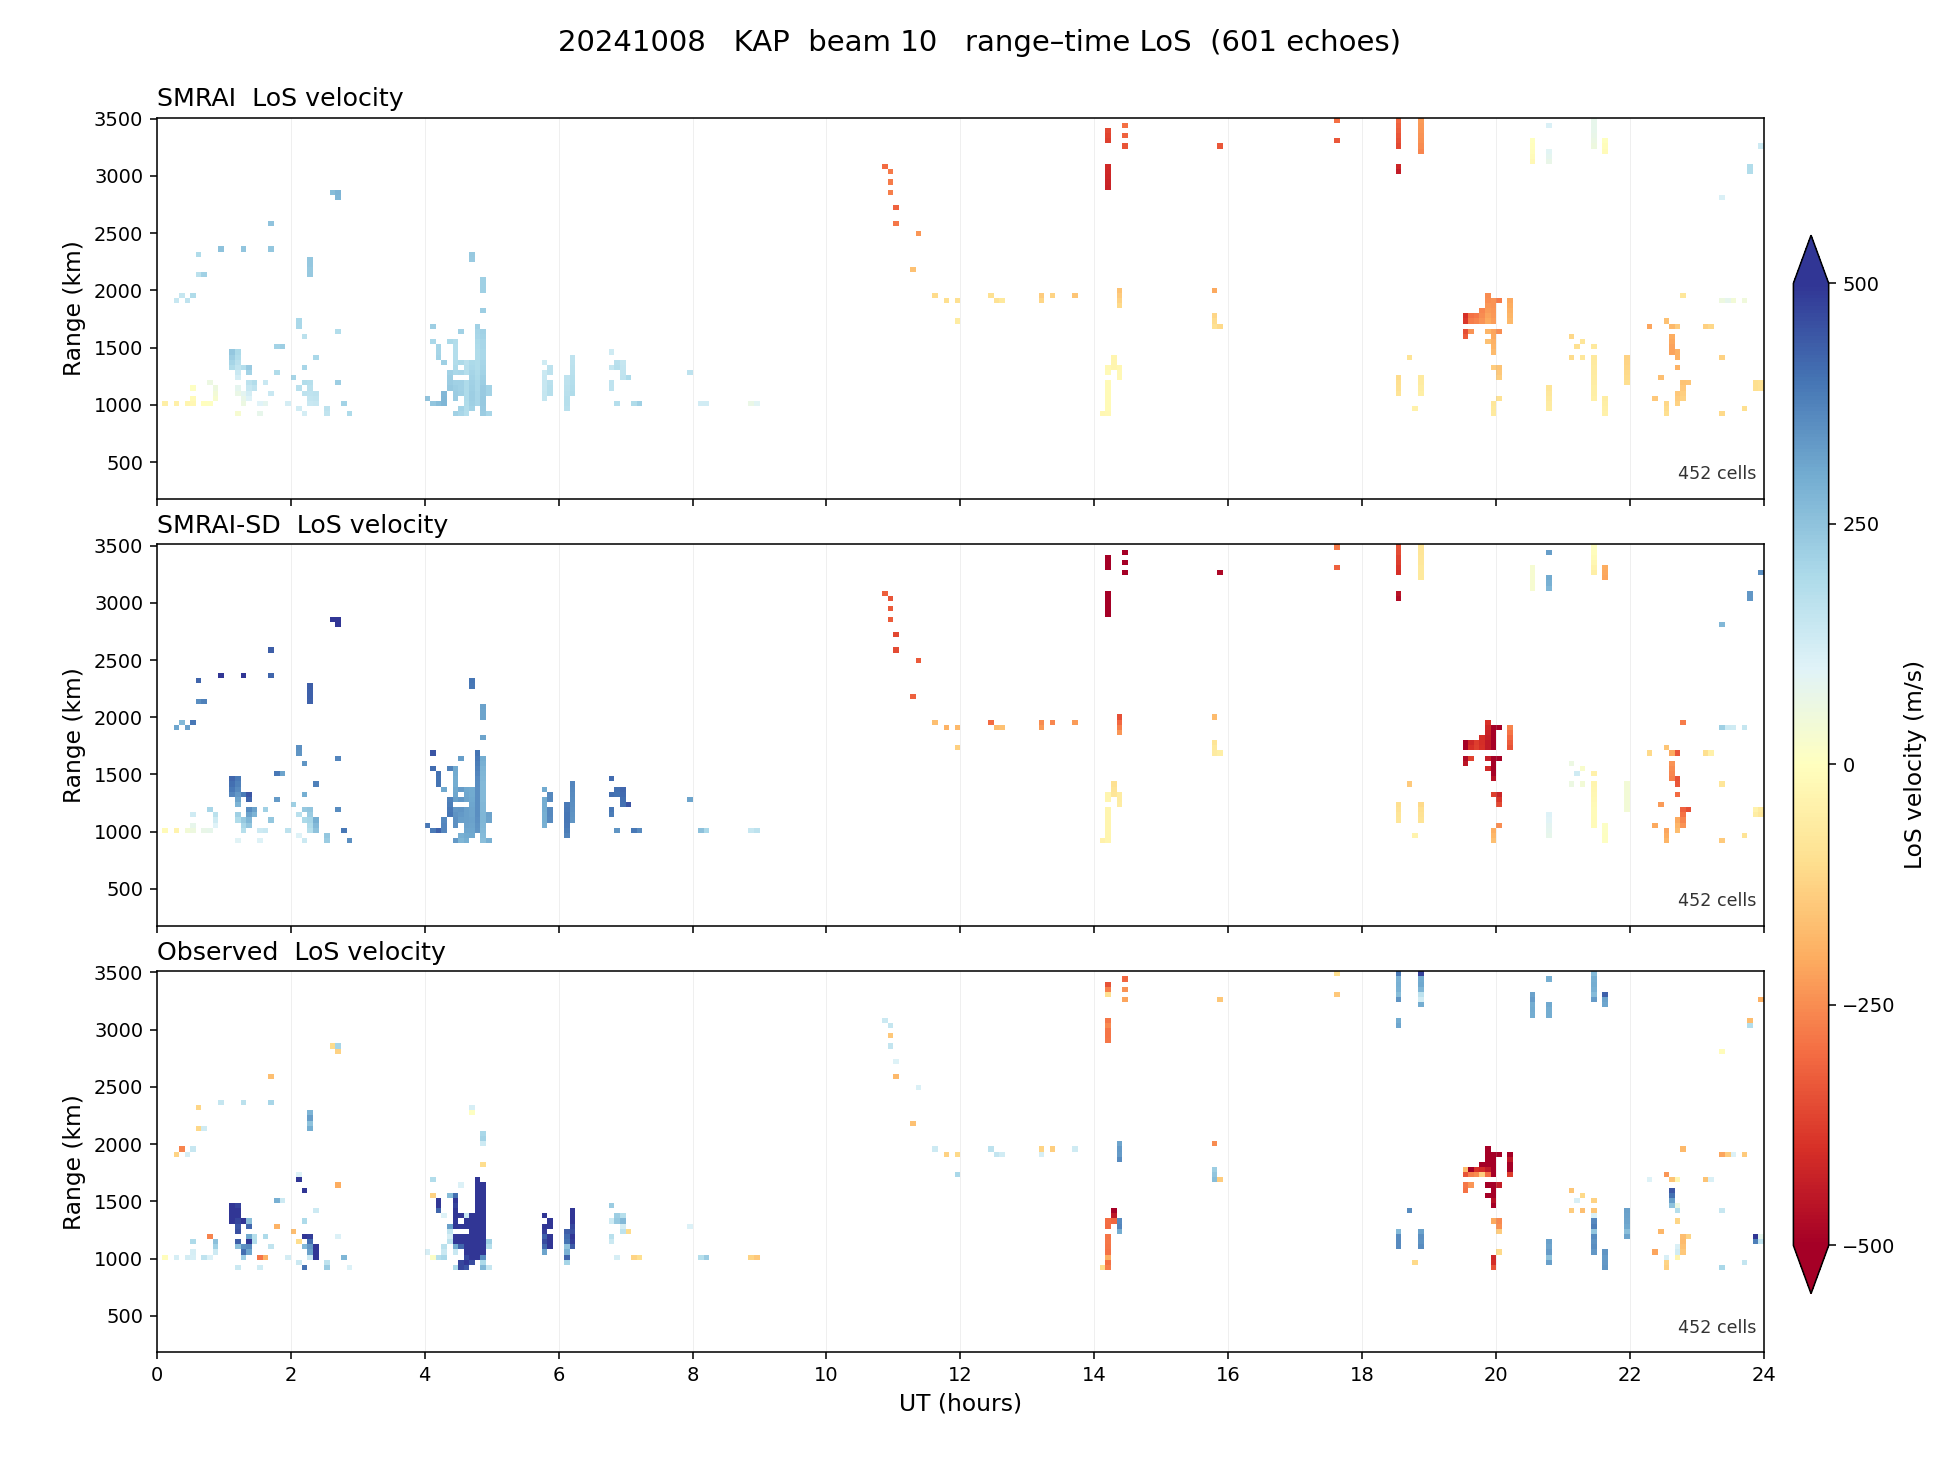 20241008   KAP  beam 10   range–time LoS  (601 echoes)
SMRAI  LoS velocity
3500
3000
2500
2000
1500
1000
500
Range (km)
452 cells
SMRAI-SD  LoS velocity
3500
3000
2500
2000
1500
1000
500
Range (km)
452 cells
Observed  LoS velocity
3500
3000
2500
2000
1500
1000
500
Range (km)
452 cells
0 2 4 6 8 10 12 14 16 18 20 22 24
UT (hours)
500
250
0
−250
−500
LoS velocity (m/s)